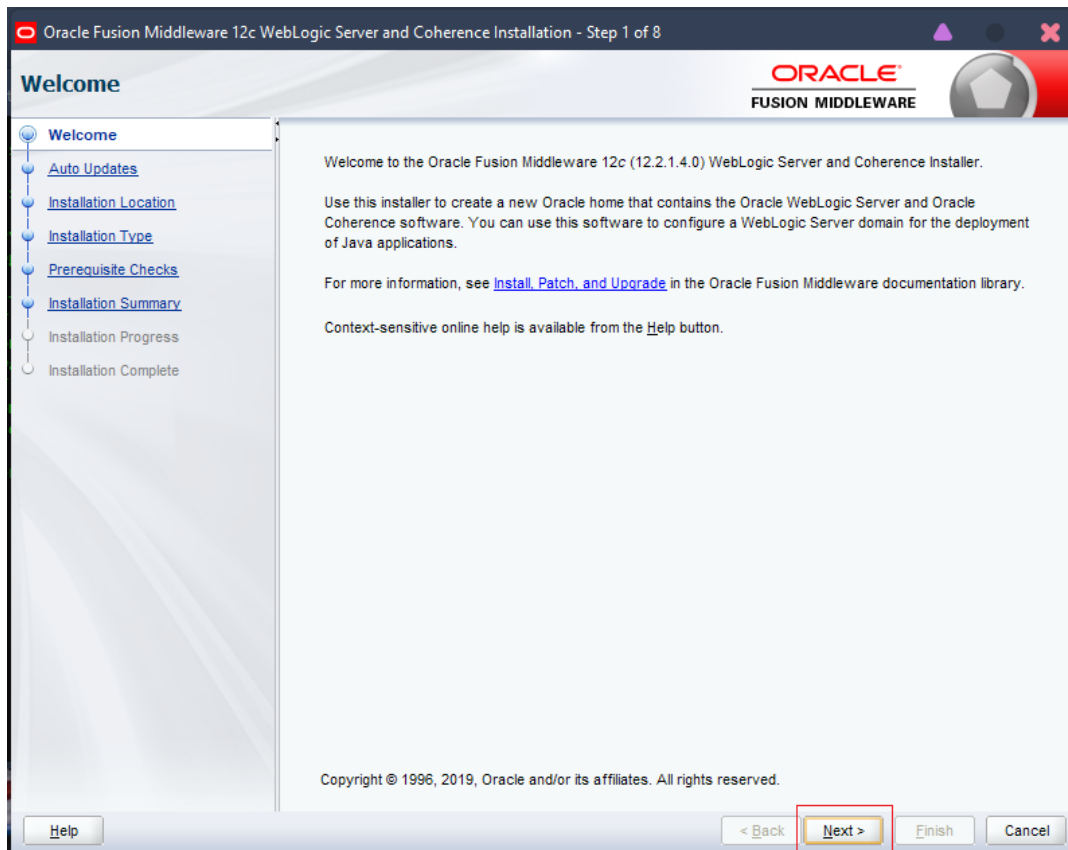 Oracle Fusion Middleware 12c WebLogic Server and Coherence Installation - Step 1 of 8
Welcome
ORACLE®
FUSION MIDDLEWARE
Welcome
Auto Updates
Installation Location
Installation Type
Prerequisite Checks
Installation Summary
Installation Progress
Installation Complete
Welcome to the Oracle Fusion Middleware 12c (12.2.1.4.0) WebLogic Server and Coherence Installer.
Use this installer to create a new Oracle home that contains the Oracle WebLogic Server and Oracle
Coherence software. You can use this software to configure a WebLogic Server domain for the deployment
of Java applications.
For more information, see Install, Patch, and Upgrade in the Oracle Fusion Middleware documentation library.
Context-sensitive online help is available from the Help button.
Copyright © 1996, 2019, Oracle and/or its affiliates. All rights reserved.
Help
< Back
Next >
Finish
Cancel